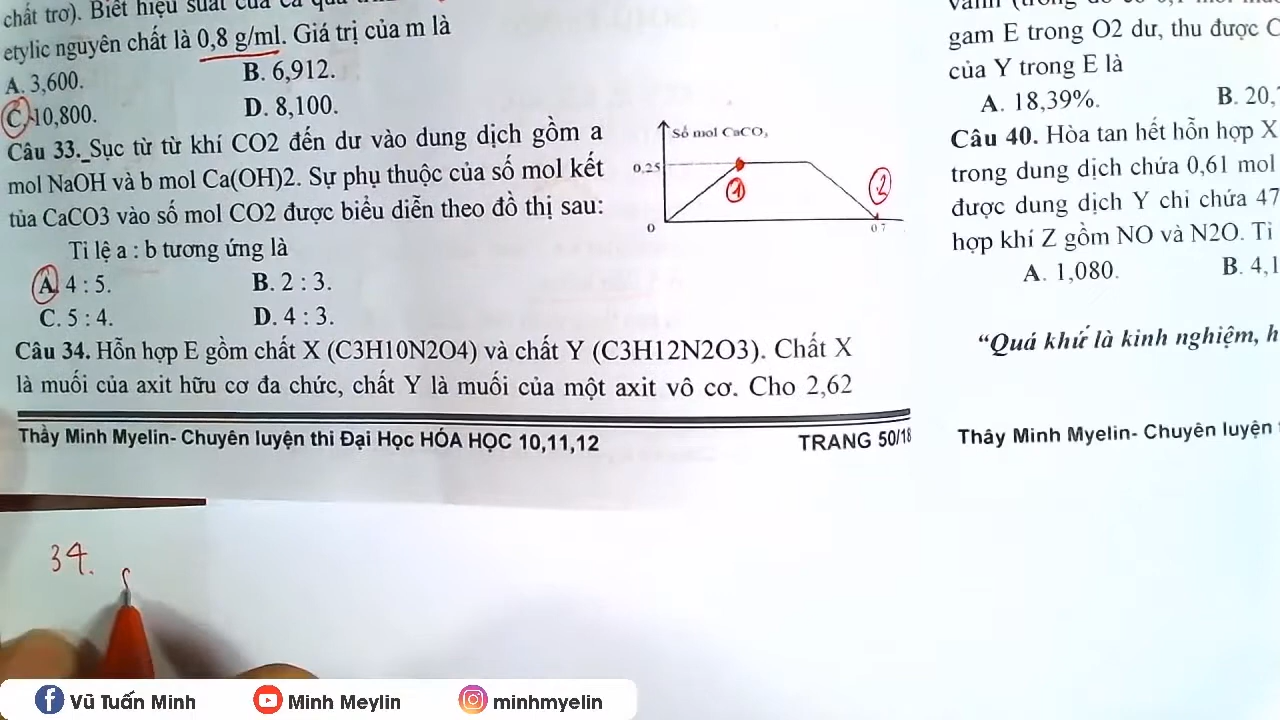 chất trơ). Biết hiệu suất của cả quá
etylic nguyên chất là 0,8 g/ml. Giá trị của m là
A. 3,600.
B. 6,912.
C. 10,800.
D. 8,100.
Câu 33. Sục từ từ khí CO2 đến dư vào dung dịch gồm a
mol NaOH và b mol Ca(OH)2. Sự phụ thuộc của số mol kết
tủa CaCO3 vào số mol CO2 được biểu diễn theo đồ thị sau:
Số mol CaCO3
0,25
0
0 7
1
2
Tỉ lệ a : b tương ứng là
A. 4 : 5.
B. 2 : 3.
C. 5 : 4.
D. 4 : 3.
Câu 34. Hỗn hợp E gồm chất X (C3H10N2O4) và chất Y (C3H12N2O3). Chất X
là muối của axit hữu cơ đa chức, chất Y là muối của một axit vô cơ. Cho 2,62
Thầy Minh Myelin- Chuyên luyện thi Đại Học HÓA HỌC 10,11,12
TRANG 50/18
gam E trong O2 dư, thu được
của Y trong E là
A. 18,39%.
B. 20,
Câu 40. Hòa tan hết hỗn hợp X
trong dung dịch chứa 0,61 mol
được dung dịch Y chỉ chứa 47
hợp khí Z gồm NO và N2O. Tỉ
A. 1,080.
B. 4,1
“Quá khứ là kinh nghiệm, h
Thầy Minh Myelin- Chuyên luyện
34.
Vũ Tuấn Minh
Minh Meylin
minhmyelin